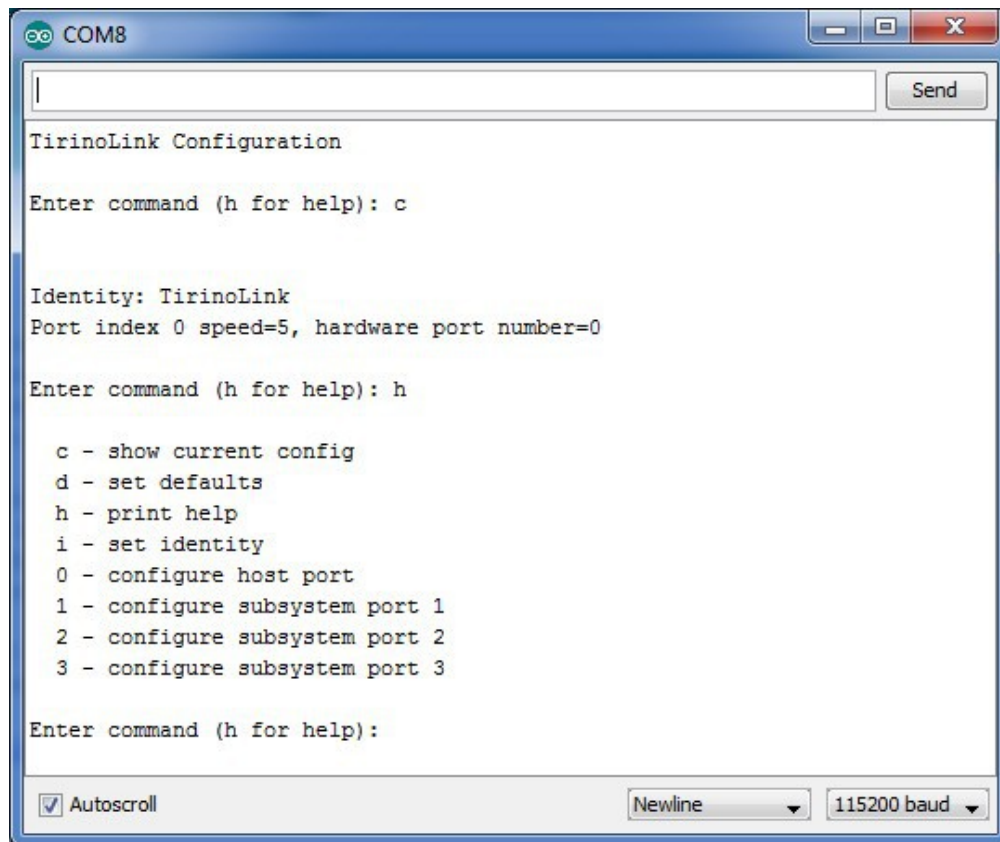 COM8
Send
TirinoLink Configuration
Enter command (h for help): c
Identity: TirinoLink
Port index 0 speed=5, hardware port number=0
Enter command (h for help): h
c - show current config
d - set defaults
h - print help
i - set identity
0 - configure host port
1 - configure subsystem port 1
2 - configure subsystem port 2
3 - configure subsystem port 3
Enter command (h for help):
Autoscroll Newline 115200 baud